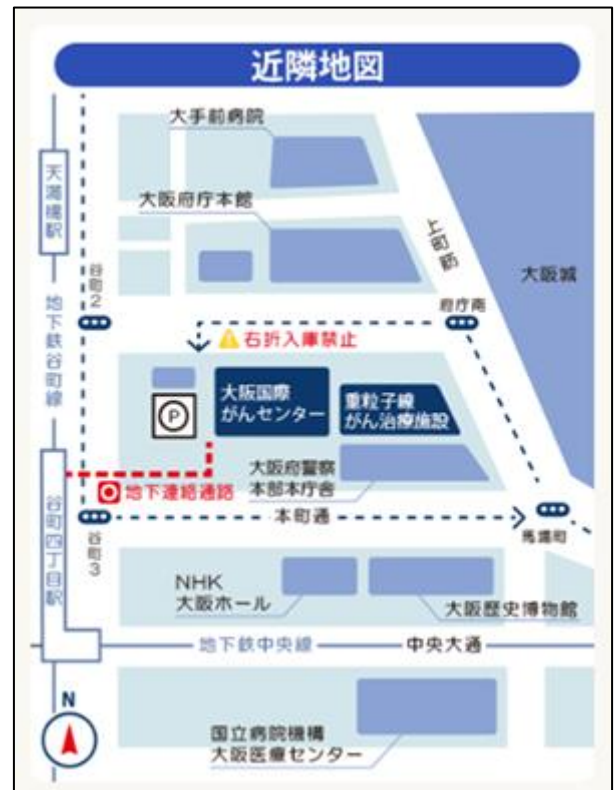 近隣地図
大手前病院
天満橋駅
大阪府庁本館
上町筋
大阪城
谷町2
府庁南
地下鉄谷町線
右折入庫禁止
大阪国際
がんセンター
重粒子線
がん治療施設
P
大阪府警察
本部本庁舎
地下連絡通路
本町通
谷町四丁目駅
谷町3
馬場町
NHK
大阪ホール
大阪歴史博物館
地下鉄中央線
中央大通
N
国立病院機構
大阪医療センター